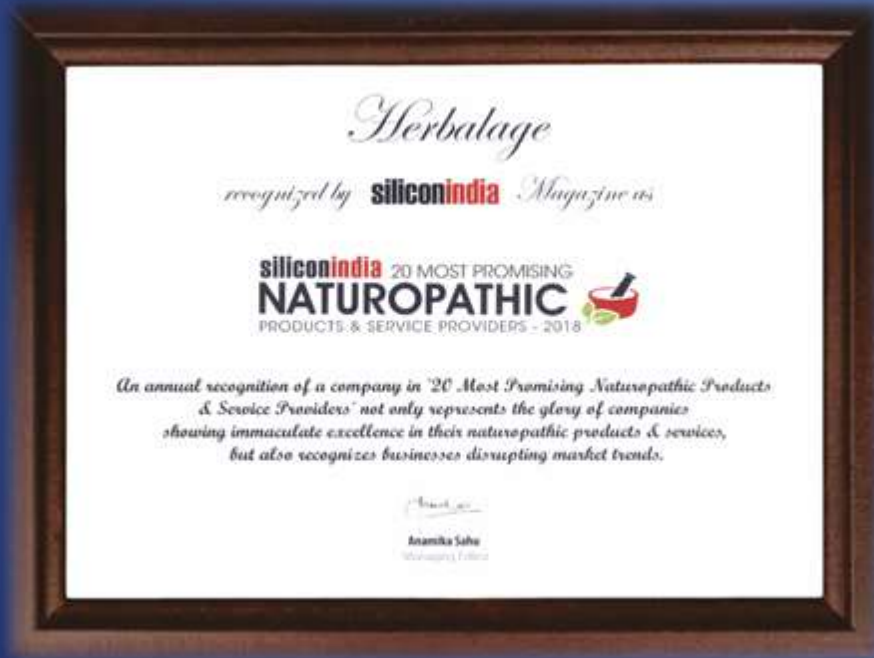 Herbalage
recognized by siliconindia Magazine as
siliconindia 20 MOST PROMISING
NATUROPATHIC
PRODUCTS & SERVICE PROVIDERS - 2018
An annual recognition of a company in '20 Most Promising Naturopathic Products
& Service Providers' not only represents the glory of companies
showing immaculate excellence in their naturopathic products & services,
but also recognizes businesses disrupting market trends.
Anamika Sahu
Managing Editor